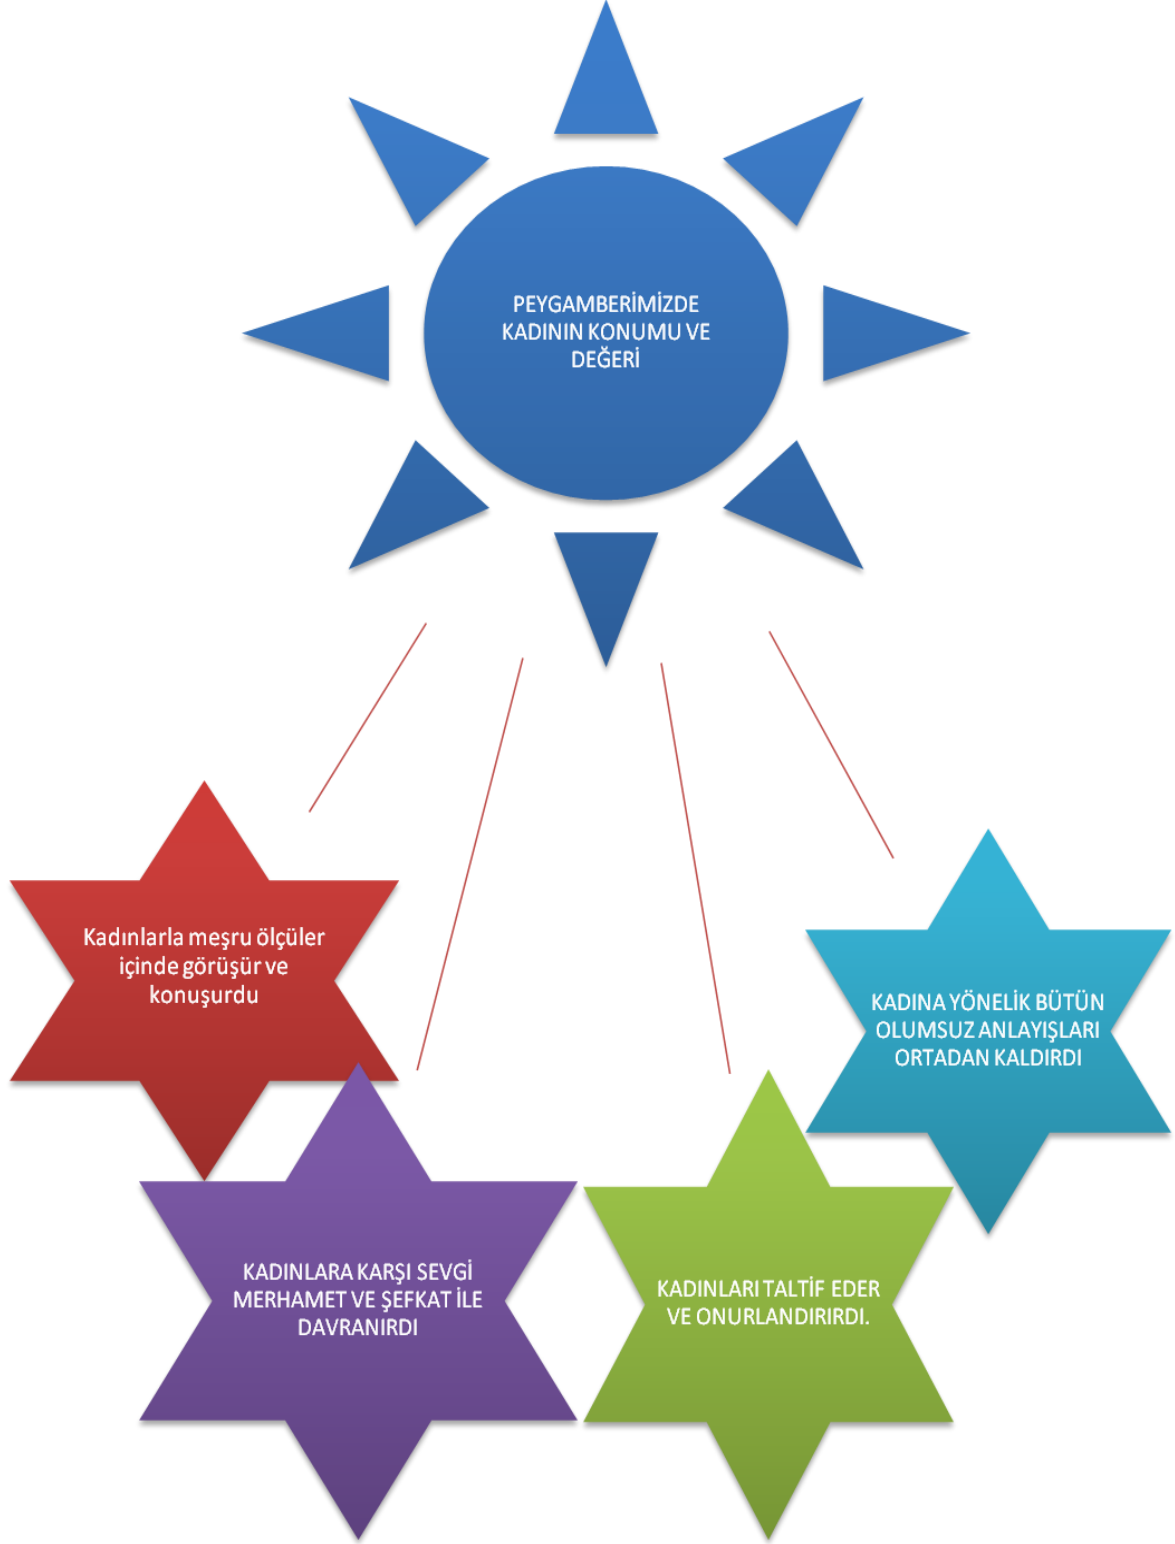 PEYGAMBERİMİZDE
KADININ KONUMU VE
DEĞERİ
Kadınlarla meşru ölçüler
içinde görüşür ve
konuşurdu
KADINLARA KARŞI SEVGİ
MERHAMET VE ŞEFKAT İLE
DAVRANIRDI
KADINLARI TALTİF EDER
VE ONURLANDIRIRDI.
KADINA YÖNELİK BÜTÜN
OLUMSUZ ANLAYIŞLARI
ORTADAN KALDIRDI